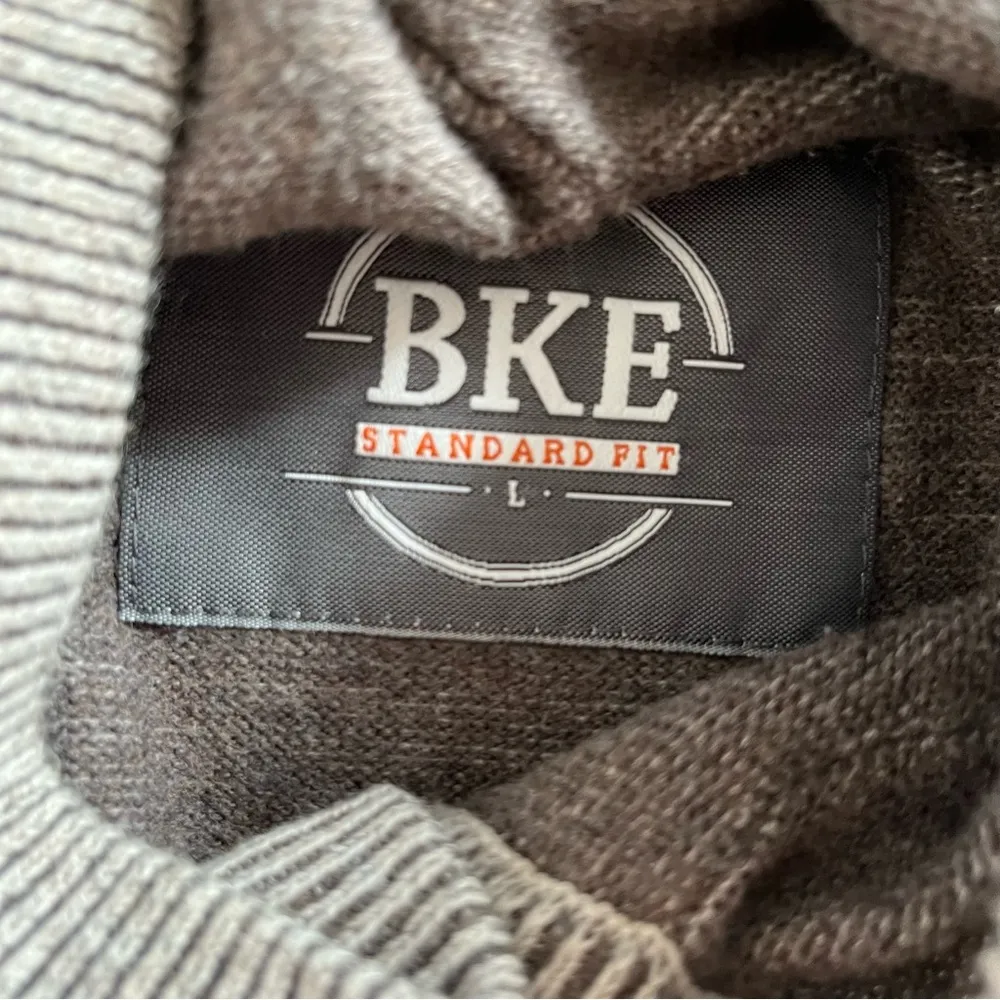 BKE
STANDARD FIT
· L ·